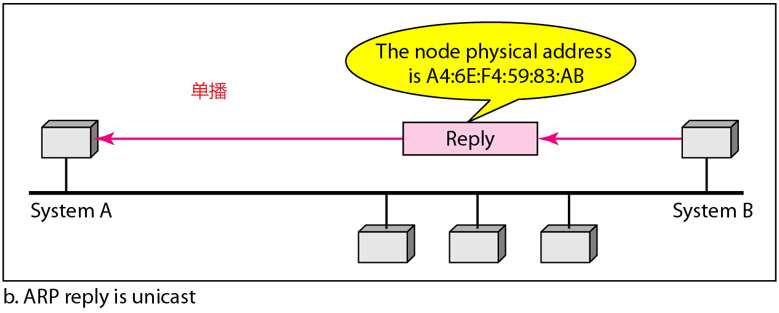 The node physical address
is A4:6E:F4:59:83:AB
单播
Reply
System A
System B
b. ARP reply is unicast